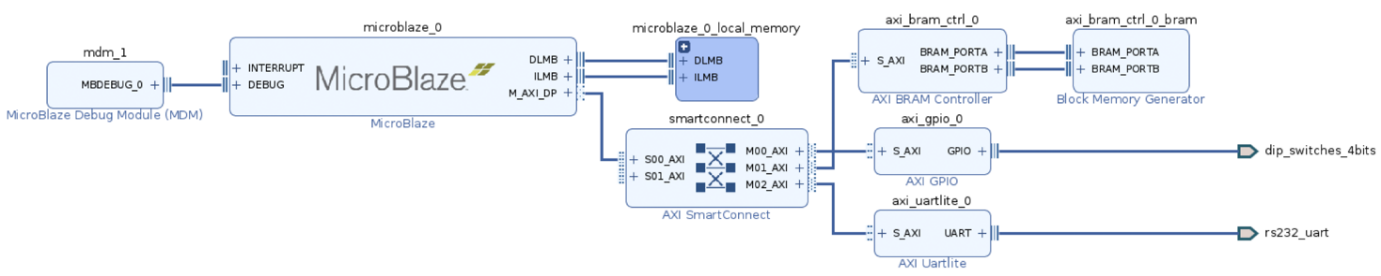 mdm_1
MBDEBUG_0
MicroBlaze Debug Module (MDM)
microblaze_0
INTERRUPT
DEBUG
MicroBlaze
DLMB
ILMB
M_AXI_DP
MicroBlaze
microblaze_0_local_memory
DLMB
ILMB
smartconnect_0
S00_AXI
S01_AXI
M00_AXI
M01_AXI
M02_AXI
AXI SmartConnect
axi_bram_ctrl_0
S_AXI
BRAM_PORTA
BRAM_PORTB
AXI BRAM Controller
axi_bram_ctrl_0_bram
BRAM_PORTA
BRAM_PORTB
Block Memory Generator
axi_gpio_0
S_AXI
GPIO
AXI GPIO
dip_switches_4bits
axi_uartlite_0
S_AXI
UART
AXI Uartlite
rs232_uart